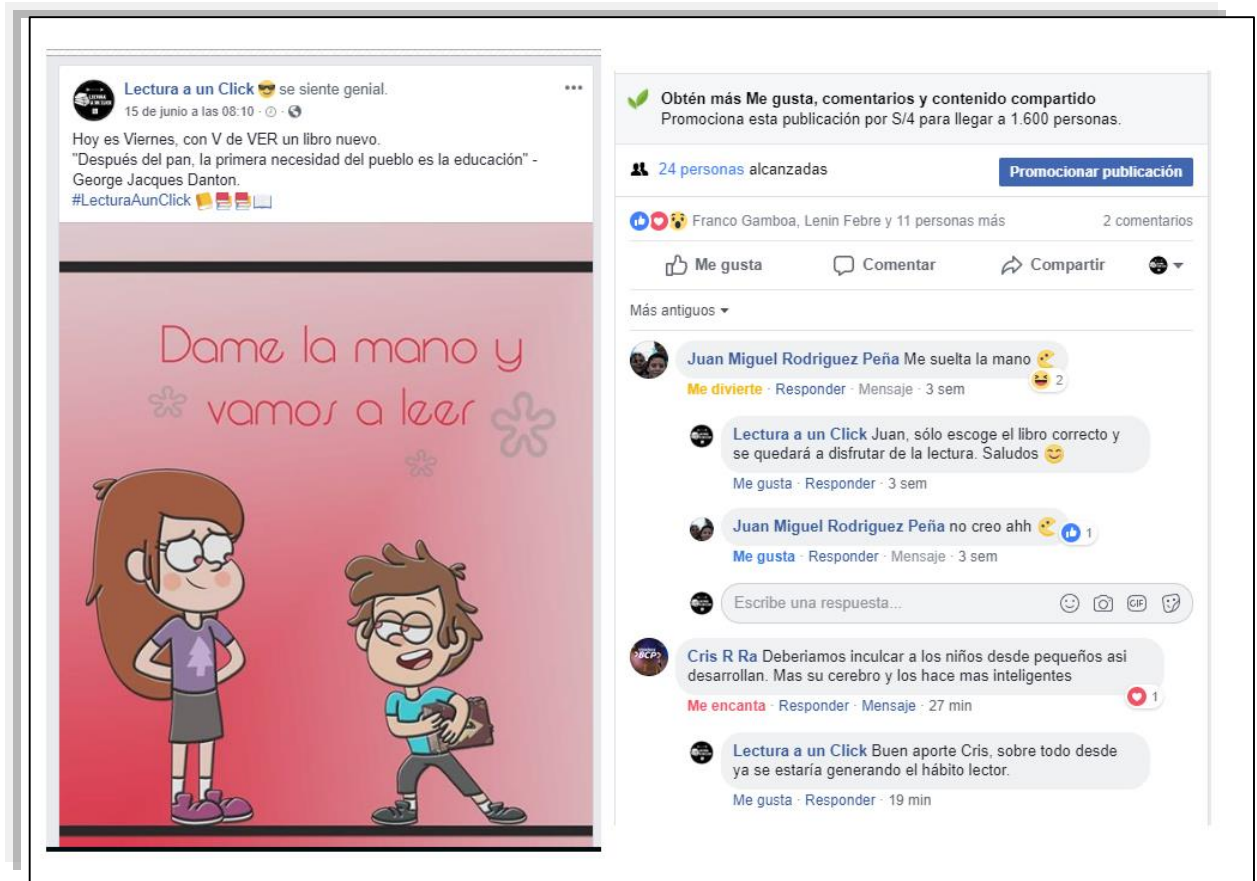 Lectura a un Click 😎 se siente genial.
15 de junio a las 08:10
Hoy es Viernes, con V de VER un libro nuevo.
"Después del pan, la primera necesidad del pueblo es la educación" -
George Jacques Danton.
#LecturaAunClick 📒📚📚📖
Dame la mano y
vamos a leer
Obtén más Me gusta, comentarios y contenido compartido
Promociona esta publicación por S/4 para llegar a 1.600 personas.
24 personas alcanzadas
Promocionar publicación
Franco Gamboa, Lenin Febre y 11 personas más 2 comentarios
Me gusta Comentar Compartir
Más antiguos
Juan Miguel Rodriguez Peña Me suelta la mano
2
Me divierte · Responder · Mensaje · 3 sem
Lectura a un Click Juan, sólo escoge el libro correcto y
se quedará a disfrutar de la lectura. Saludos 😊
Me gusta · Responder · 3 sem
Juan Miguel Rodriguez Peña no creo ahh
1
Me gusta · Responder · Mensaje · 3 sem
Escribe una respuesta...
GIF
Cris R Ra Deberiamos inculcar a los niños desde pequeños asi
desarrollan. Mas su cerebro y los hace mas inteligentes
1
Me encanta · Responder · Mensaje · 27 min
Lectura a un Click Buen aporte Cris, sobre todo desde
ya se estaría generando el hábito lector.
Me gusta · Responder · 19 min